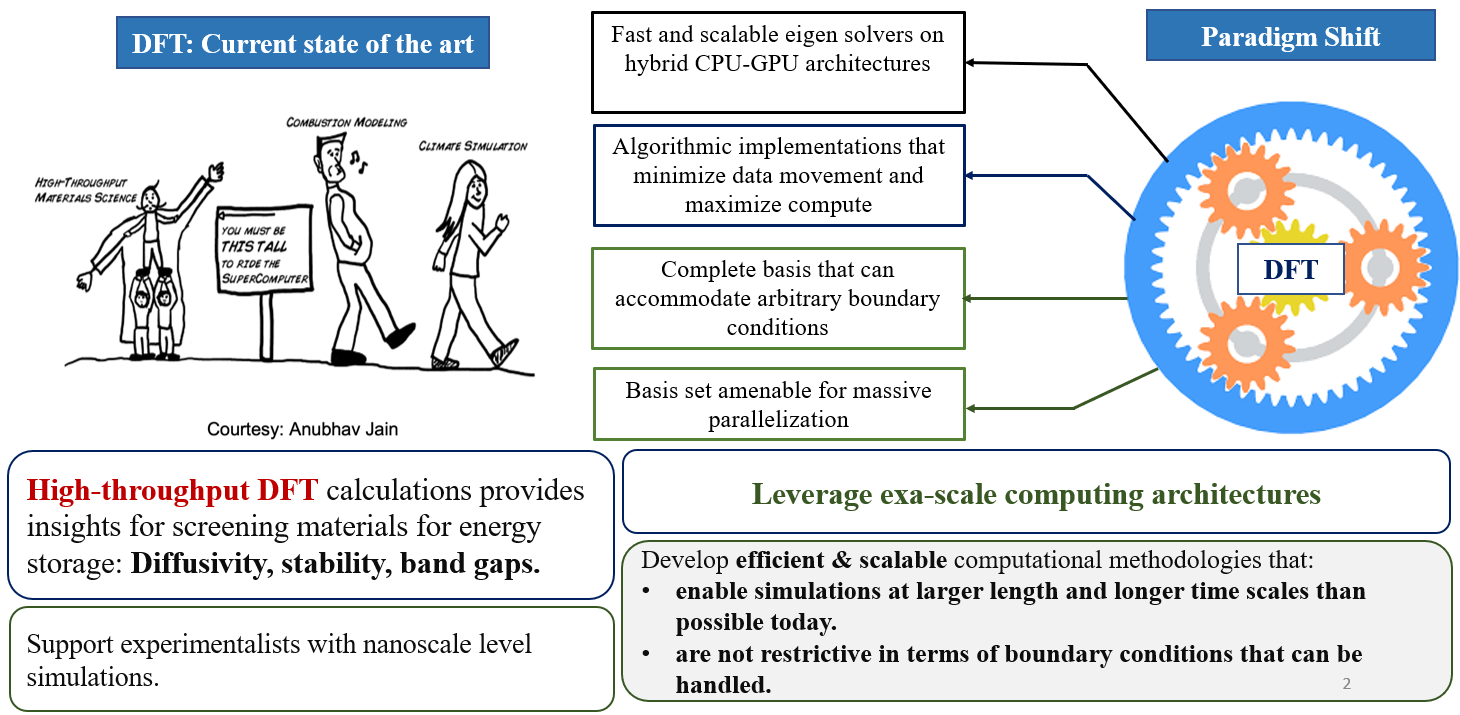 DFT: Current state of the art
HIGH-THROUGHPUT
MATERIALS SCIENCE
COMBUSTION MODELING
CLIMATE SIMULATION
YOU MUST BE
THIS TALL
TO RIDE THE
SUPERCOMPUTER
Courtesy: Anubhav Jain
High-throughput DFT calculations provides
insights for screening materials for energy
storage: Diffusivity, stability, band gaps.
Support experimentalists with nanoscale level
simulations.
Fast and scalable eigen solvers on
hybrid CPU-GPU architectures
Algorithmic implementations that
minimize data movement and
maximize compute
Complete basis that can
accommodate arbitrary boundary
conditions
Basis set amenable for massive
parallelization
Paradigm Shift
DFT
Leverage exa-scale computing architectures
Develop efficient & scalable computational methodologies that:
• enable simulations at larger length and longer time scales than
possible today.
• are not restrictive in terms of boundary conditions that can be
handled.
2